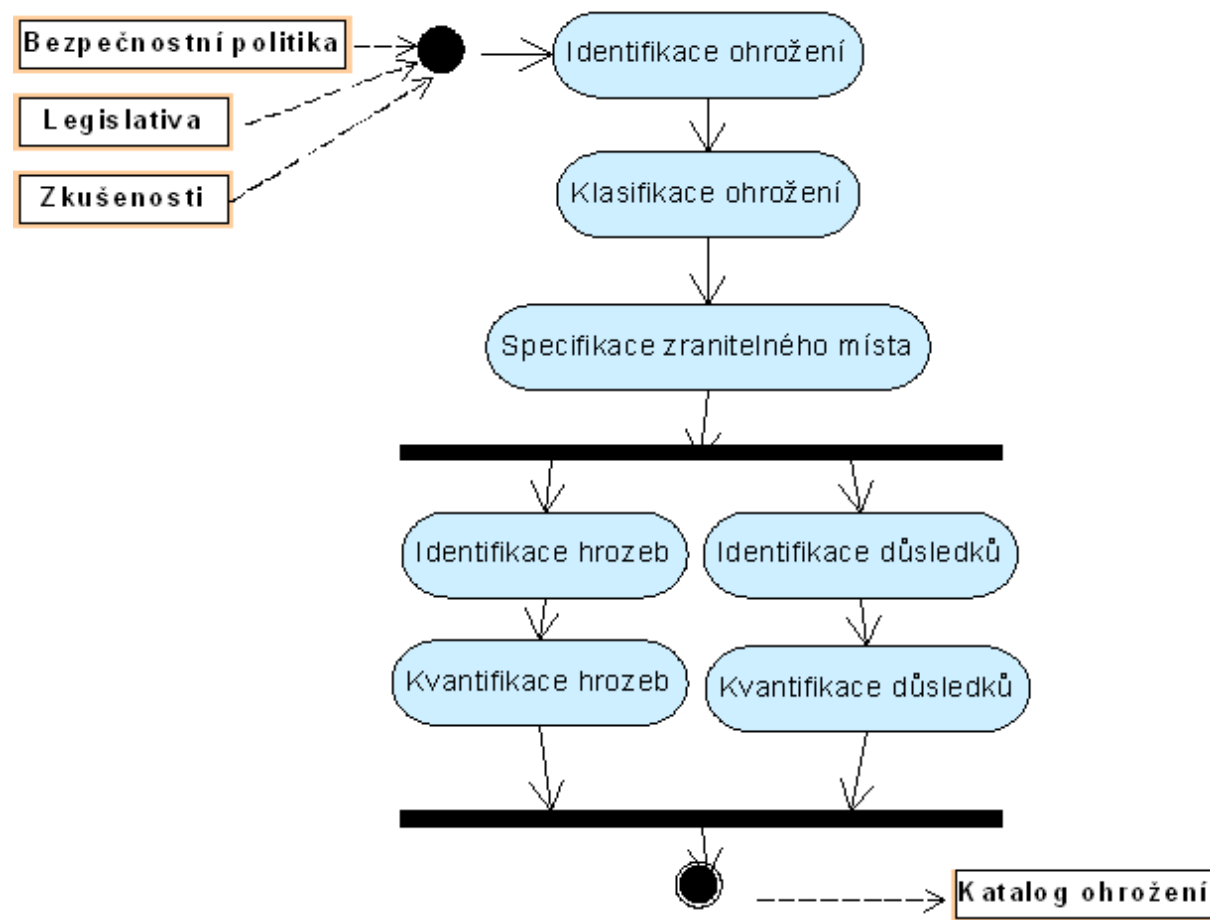 Bezpečnostní politika
Identifikace ohrožení
Legislativa
Zkušenosti
Klasifikace ohrožení
Specifikace zranitelného místa
Identifikace hrozeb
Identifikace důsledků
Kvantifikace hrozeb
Kvantifikace důsledků
Katalog ohrožení